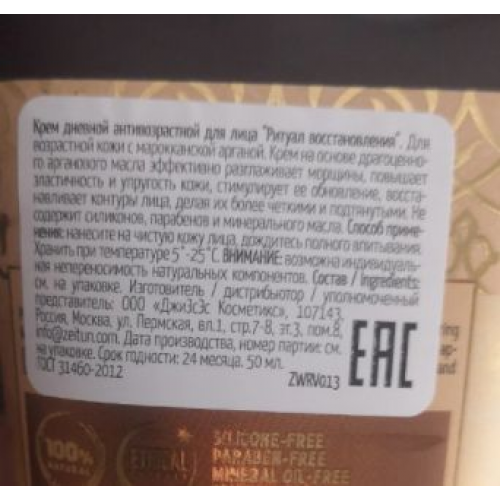 Крем дневной антивозрастной для лица "Ритуал восстановления". Для
возрастной кожи с марокканской арганой. Крем на основе драгоценно-
го арганового масла эффективно разглаживает морщины, повышает
эластичность и упругость кожи, стимулирует ее обновление, восста-
навливает контуры лица, делая их более четкими и подтянутыми. Не
содержит силиконов, парабенов и минерального масла. Способ приме-
нения: нанесите на чистую кожу лица, дождитесь полного впитывания.
Хранить при температуре 5°-25°С. ВНИМАНИЕ: возможна индивидуаль-
ная непереносимость натуральных компонентов. Состав / Ingredients:
см. на упаковке. Изготовитель / дистрибьютор / уполномоченный
представитель: ООО «ДжиЭсЭс Косметикс», 107143,
Россия, Москва, ул. Пермская, вл.1, стр.7-8, эт.3, пом.8,
info@zeitun.com. Дата производства, номер партии: см.
на упаковке. Срок годности: 24 месяца. 50 мл.
ГОСТ 31460-2012
ZWRV013
EAC
100%
NATURAL
ETHICAL
SILICONE-FREE
PARABEN-FREE
MINERAL OIL-FREE